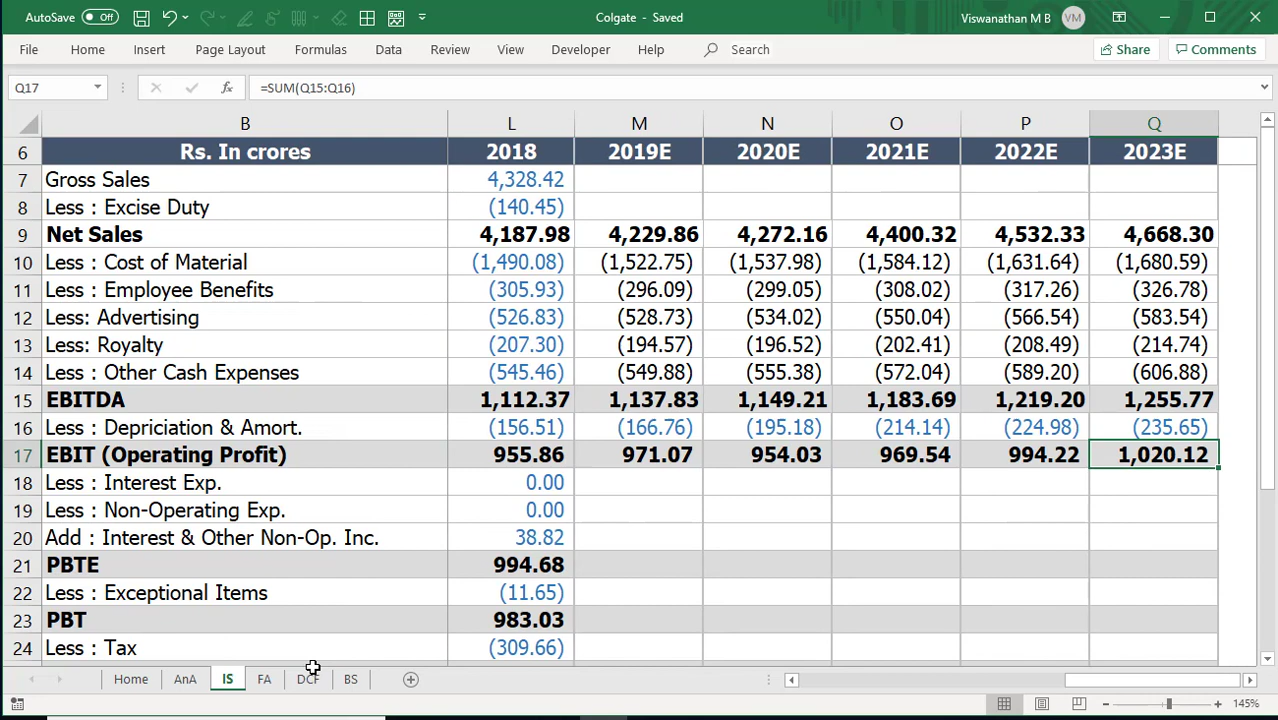 AutoSave Off Colgate - Saved Viswanathan M B VM
File Home Insert Page Layout Formulas Data Review View Developer Help Search Share Comments
Q17 fx =SUM(Q15:Q16)
B L M N O P Q
6 Rs. In crores 2018 2019E 2020E 2021E 2022E 2023E
7 Gross Sales 4,328.42
8 Less : Excise Duty (140.45)
9 Net Sales 4,187.98 4,229.86 4,272.16 4,400.32 4,532.33 4,668.30
10 Less : Cost of Material (1,490.08) (1,522.75) (1,537.98) (1,584.12) (1,631.64) (1,680.59)
11 Less : Employee Benefits (305.93) (296.09) (299.05) (308.02) (317.26) (326.78)
12 Less: Advertising (526.83) (528.73) (534.02) (550.04) (566.54) (583.54)
13 Less: Royalty (207.30) (194.57) (196.52) (202.41) (208.49) (214.74)
14 Less : Other Cash Expenses (545.46) (549.88) (555.38) (572.04) (589.20) (606.88)
15 EBITDA 1,112.37 1,137.83 1,149.21 1,183.69 1,219.20 1,255.77
16 Less : Depriciation & Amort. (156.51) (166.76) (195.18) (214.14) (224.98) (235.65)
17 EBIT (Operating Profit) 955.86 971.07 954.03 969.54 994.22 1,020.12
18 Less : Interest Exp. 0.00
19 Less : Non-Operating Exp. 0.00
20 Add : Interest & Other Non-Op. Inc. 38.82
21 PBTE 994.68
22 Less : Exceptional Items (11.65)
23 PBT 983.03
24 Less : Tax (309.66)
Home AnA IS FA DCF BS
145%